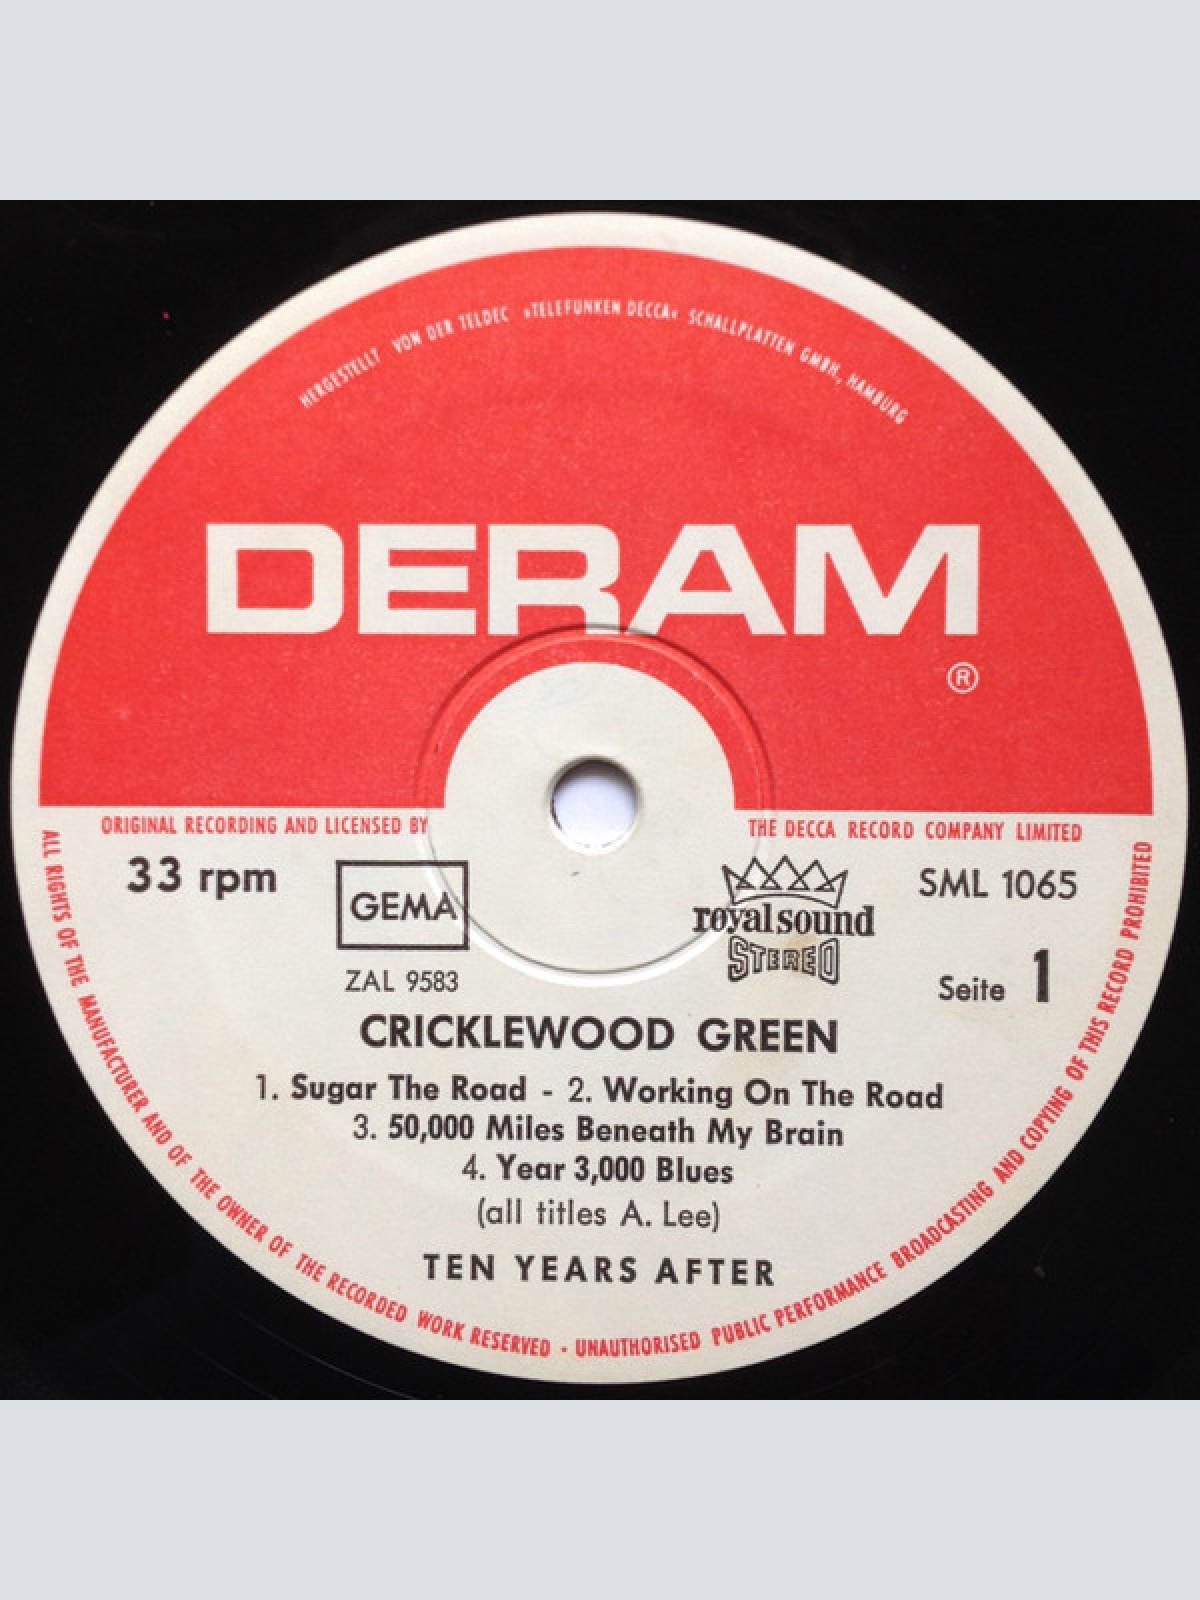 HERGESTELLT VON DER TELDEC »TELEFUNKEN DECCA« SCHALLPLATTEN GMBH., HAMBURG
DERAM
®
ORIGINAL RECORDING AND LICENSED BY THE DECCA RECORD COMPANY LIMITED
33 rpm
GEMA
royal sound
STEREO
SML 1065
ZAL 9583
Seite 1
CRICKLEWOOD GREEN
1. Sugar The Road - 2. Working On The Road
3. 50,000 Miles Beneath My Brain
4. Year 3,000 Blues
(all titles A. Lee)
TEN YEARS AFTER
ALL RIGHTS OF THE MANUFACTURER AND OF THE OWNER OF THE RECORDED WORK RESERVED · UNAUTHORISED PUBLIC PERFORMANCE BROADCASTING AND COPYING OF THIS RECORD PROHIBITED